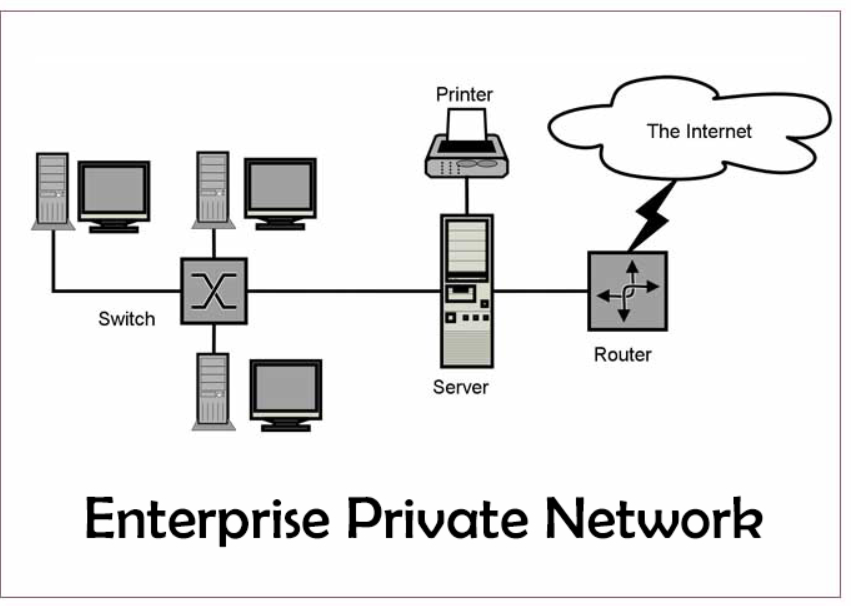 Printer
The Internet
Switch
Router
Server
Enterprise Private Network